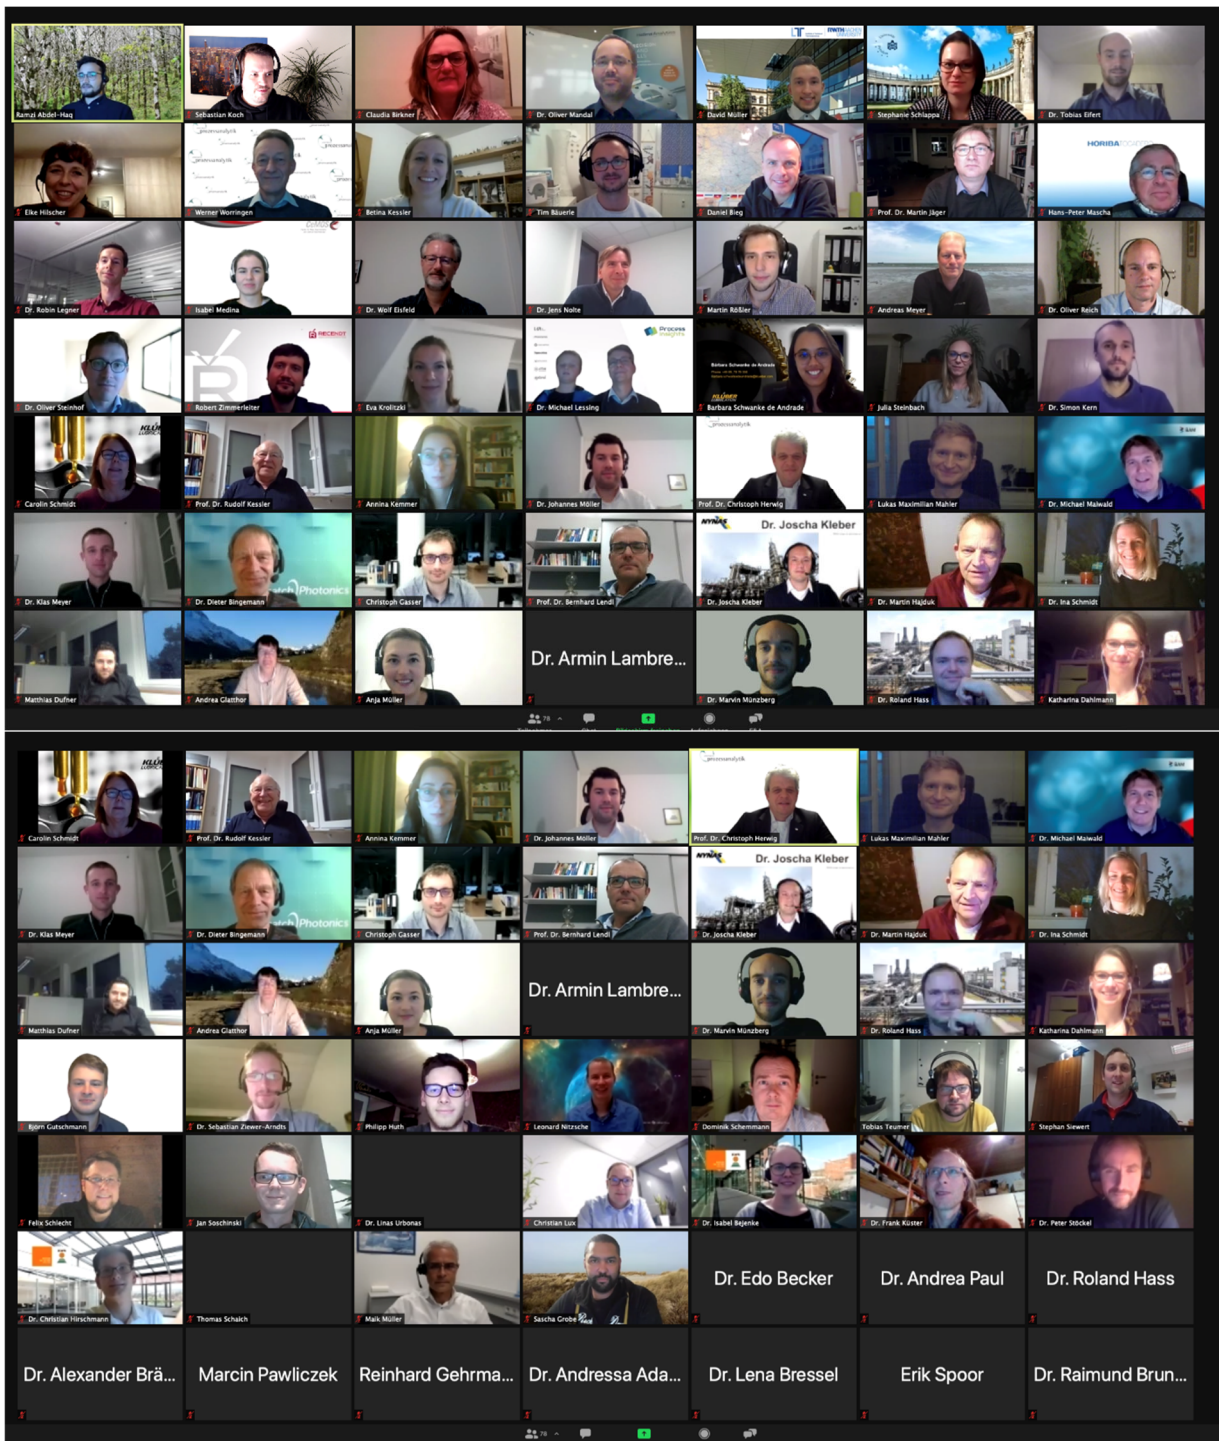 Ramzi Abdel-Haq
Sebastian Koch
Claudia Birkner
Dr. Oliver Mandal
David Müller
Stephanie Schlappa
Dr. Tobias Eifert
Elke Hilscher
Werner Worringen
Betina Kessler
Tim Bäuerle
Daniel Bieg
Prof. Dr. Martin Jäger
HORIBA
Hans-Peter Mascha
Dr. Robin Legner
Isabel Medina
Dr. Wolf Eisfeld
Dr. Jens Nolte
Martin Rößler
Andreas Meyer
Dr. Oliver Reich
RECENDT
Process Insights
Barbara Schwanke de Andrade
KLÜBER
Dr. Oliver Steinhof
Robert Zimmerleiter
Eva Krolitzki
Dr. Michael Lessing
Barbara Schwanke de Andrade
Julia Steinbach
Dr. Simon Kern
Carolin Schmidt
Prof. Dr. Rudolf Kessler
Annina Kemmer
Dr. Johannes Möller
Prof. Dr. Christoph Herwig
Lukas Maximilian Mahler
Dr. Michael Maiwald
NYNAS
Dr. Joscha Kleber
Photonics
Dr. Klas Meyer
Dr. Dieter Bingemann
Christoph Gasser
Prof. Dr. Bernhard Lendl
Dr. Joscha Kleber
Dr. Martin Hajduk
Dr. Ina Schmidt
Dr. Armin Lambre...
Matthias Dufner
Andrea Glatthor
Anja Müller
Dr. Marvin Münzberg
Dr. Roland Hass
Katharina Dahlmann
78
Carolin Schmidt
Prof. Dr. Rudolf Kessler
Annina Kemmer
Dr. Johannes Möller
Prof. Dr. Christoph Herwig
Lukas Maximilian Mahler
Dr. Michael Maiwald
NYNAS
Dr. Joscha Kleber
Photonics
Dr. Klas Meyer
Dr. Dieter Bingemann
Christoph Gasser
Prof. Dr. Bernhard Lendl
Dr. Joscha Kleber
Dr. Martin Hajduk
Dr. Ina Schmidt
Dr. Armin Lambre...
Matthias Dufner
Andrea Glatthor
Anja Müller
Dr. Marvin Münzberg
Dr. Roland Hass
Katharina Dahlmann
Björn Gutschmann
Dr. Sebastian Ziewer-Arndts
Philipp Huth
Leonard Nitzsche
Dominik Schemmann
Tobias Teumer
Stephan Siewert
Felix Schlecht
Jan Soschinski
Dr. Linas Urbonas
Christian Lux
Dr. Isabel Bejenke
Dr. Frank Küster
Dr. Peter Stöckel
Dr. Edo Becker
Dr. Andrea Paul
Dr. Roland Hass
Dr. Christian Hirschmann
Thomas Schaich
Maik Müller
Sascha Grobe
Dr. Alexander Brä...
Marcin Pawliczek
Reinhard Gehrma...
Dr. Andressa Ada...
Dr. Lena Bressel
Erik Spoor
Dr. Raimund Brun...
78